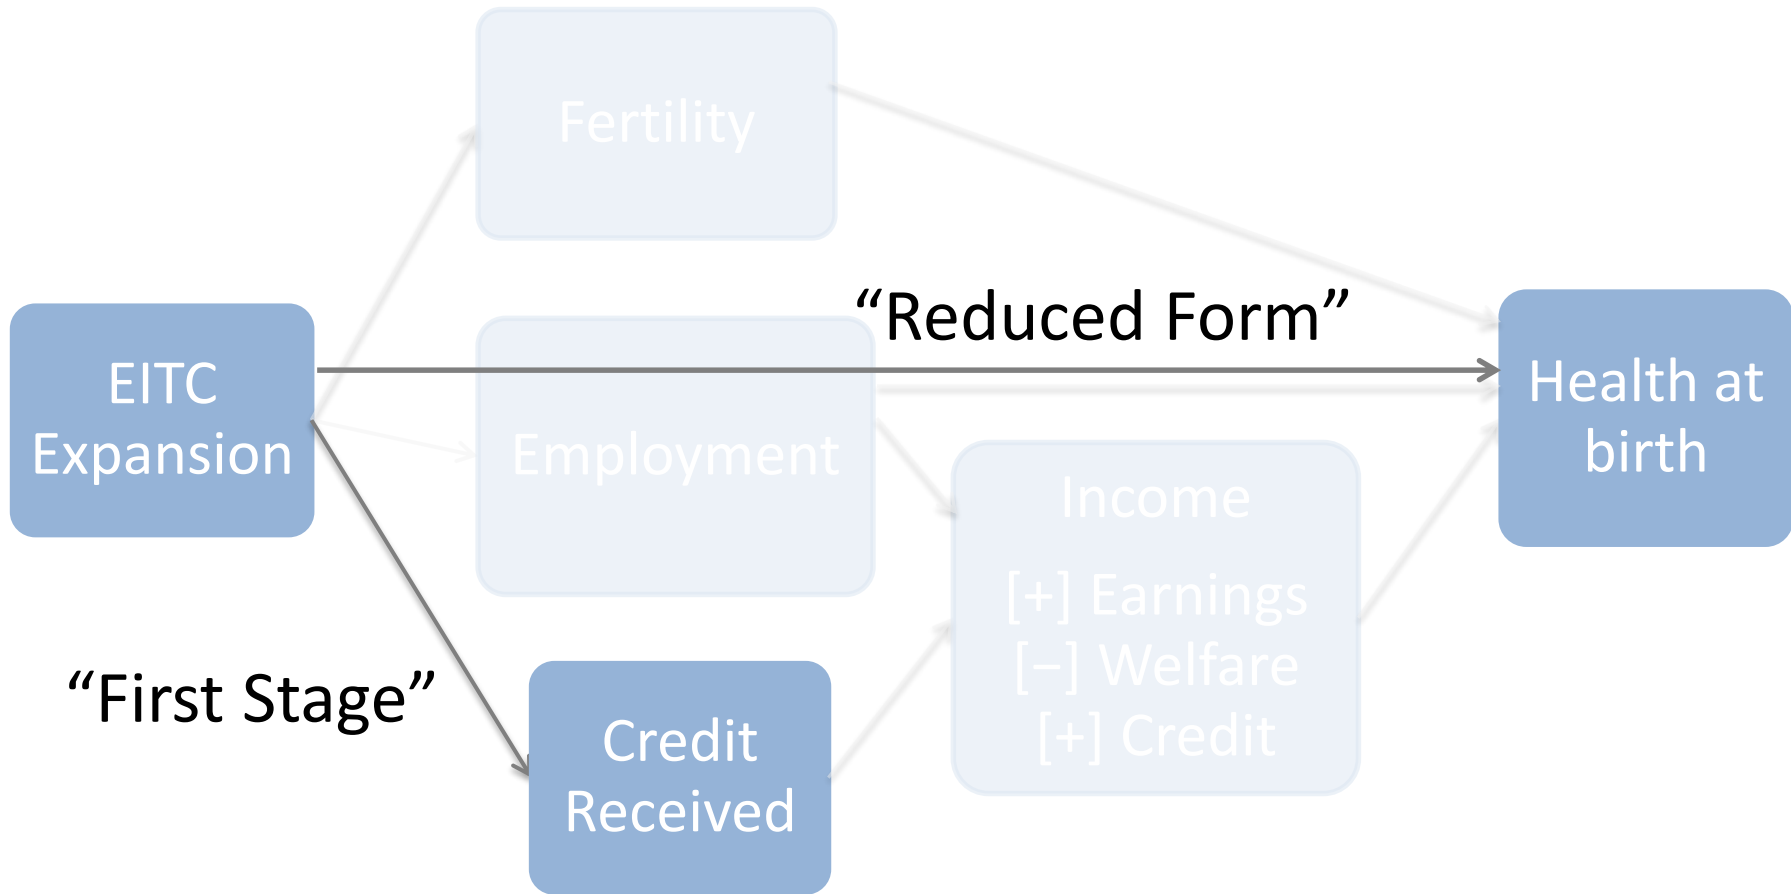 Fertility
“Reduced Form”
EITC
Expansion
Employment
Health at
birth
Income
[+] Earnings
[−] Welfare
[+] Credit
“First Stage”
Credit
Received